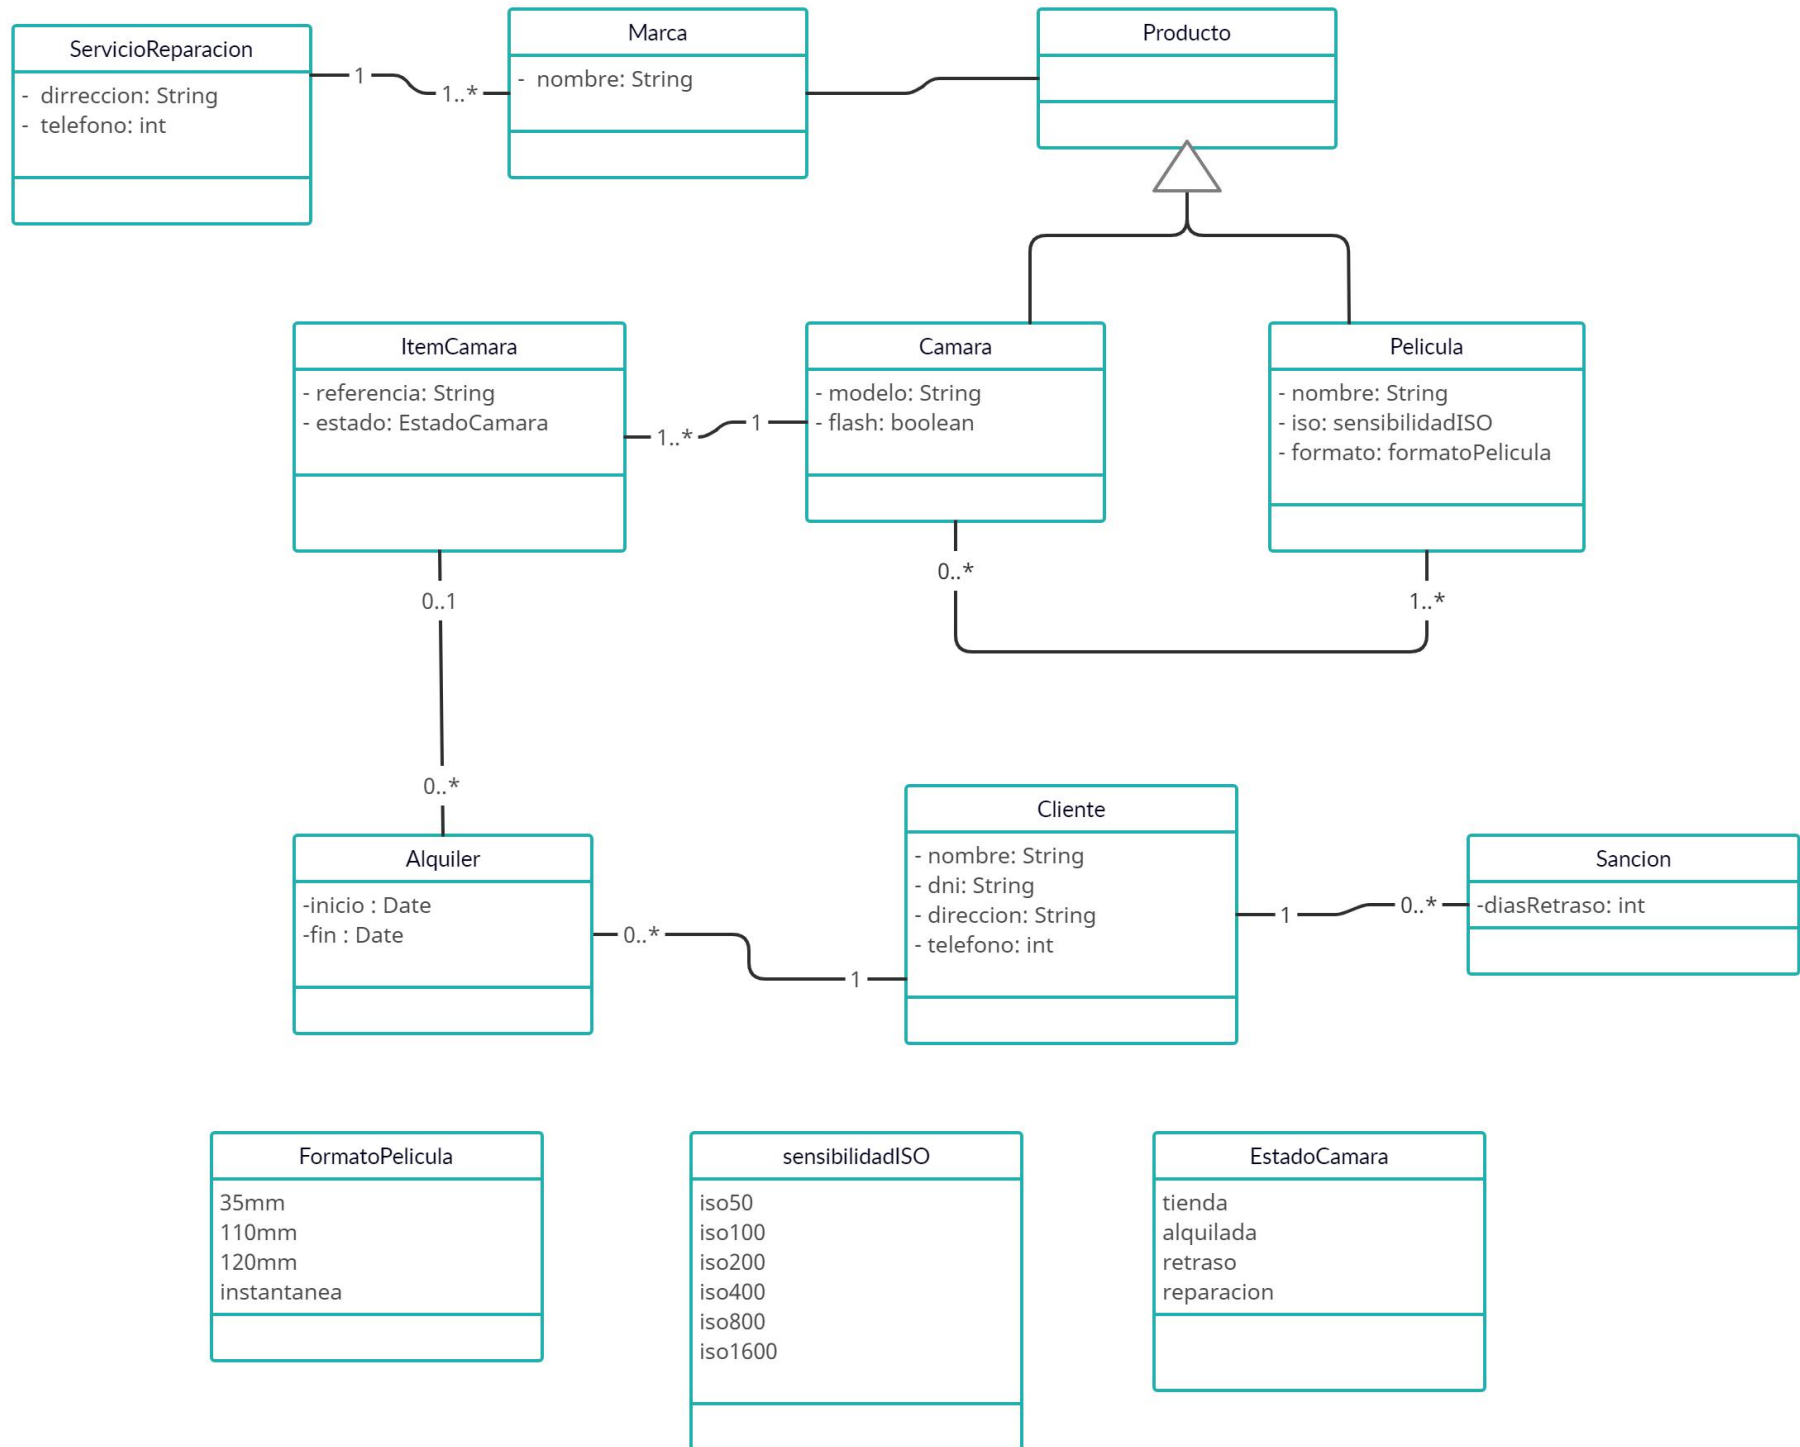 ServicioReparacion
- dirreccion: String
- telefono: int
1
1..*
Marca
- nombre: String
Producto
ItemCamara
- referencia: String
- estado: EstadoCamara
1..*
1
Camara
- modelo: String
- flash: boolean
Pelicula
- nombre: String
- iso: sensibilidadISO
- formato: formatoPelicula
0..*
1..*
0..1
0..*
Alquiler
-inicio : Date
-fin : Date
0..*
1
Cliente
- nombre: String
- dni: String
- direccion: String
- telefono: int
1
0..*
Sancion
-diasRetraso: int
FormatoPelicula
35mm
110mm
120mm
instantanea
sensibilidadISO
iso50
iso100
iso200
iso400
iso800
iso1600
EstadoCamara
tienda
alquilada
retraso
reparacion